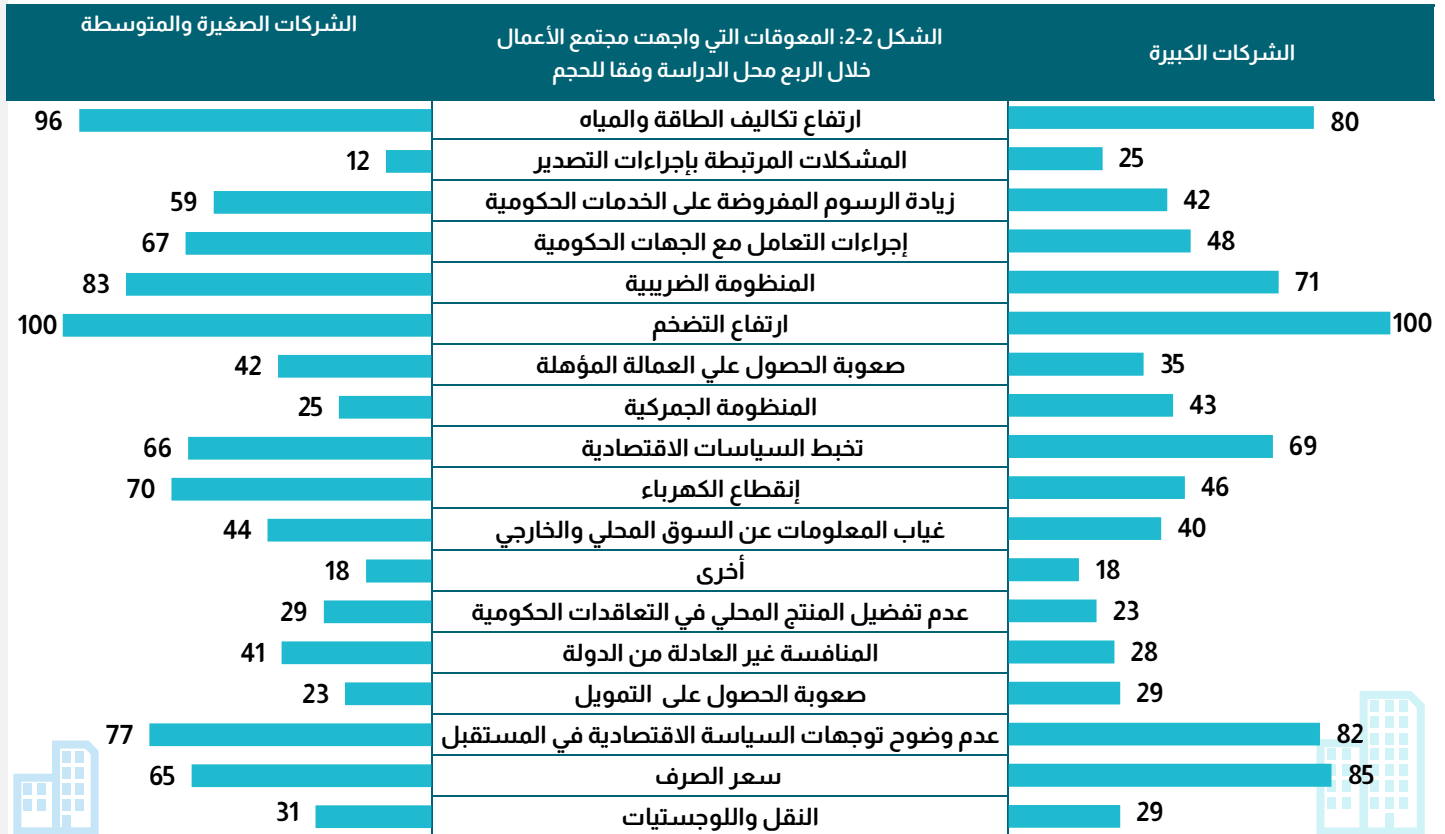 الشركات الكبيرة
الشكل 2-2: المعوقات التي واجهت مجتمع الأعمال
خلال الربع محل الدراسة وفقا للحجم
الشركات الصغيرة والمتوسطة
80 ارتفاع تكاليف الطاقة والمياه 96
25 المشكلات المرتبطة بإجراءات التصدير 12
42 زيادة الرسوم المفروضة على الخدمات الحكومية 59
48 إجراءات التعامل مع الجهات الحكومية 67
71 المنظومة الضريبية 83
100 ارتفاع التضخم 100
35 صعوبة الحصول علي العمالة المؤهلة 42
43 المنظومة الجمركية 25
69 تخبط السياسات الاقتصادية 66
46 إنقطاع الكهرباء 70
40 غياب المعلومات عن السوق المحلي والخارجي 44
18 أخرى 18
23 عدم تفضيل المنتج المحلي في التعاقدات الحكومية 29
28 المنافسة غير العادلة من الدولة 41
29 صعوبة الحصول على التمويل 23
82 عدم وضوح توجهات السياسة الاقتصادية في المستقبل 77
85 سعر الصرف 65
29 النقل واللوجستيات 31